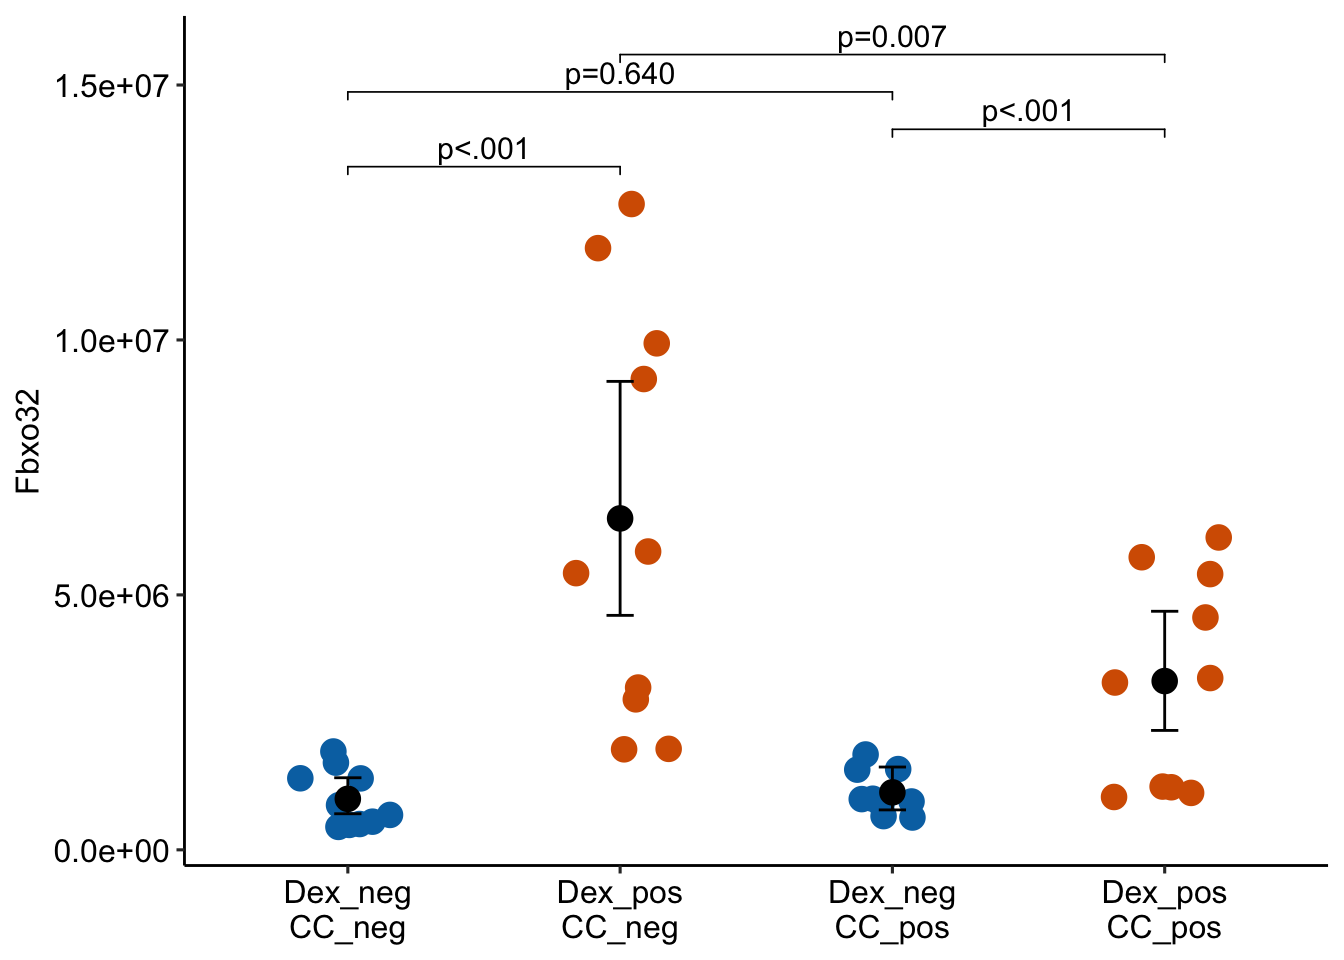 p=0.007
p=0.640
p<.001
p<.001
1.5e+07
1.0e+07
5.0e+06
0.0e+00
Fbxo32
Dex_neg
CC_neg
Dex_pos
CC_neg
Dex_neg
CC_pos
Dex_pos
CC_pos